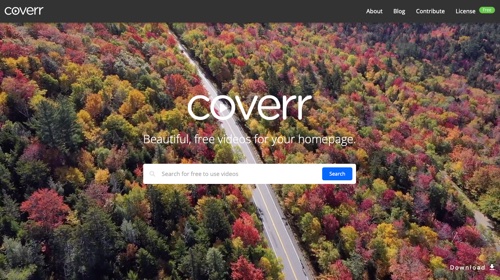 coverr
About Blog Contribute License Free
coverr
Beautiful, free videos for your homepage.
Search for free to use videos Search
Download